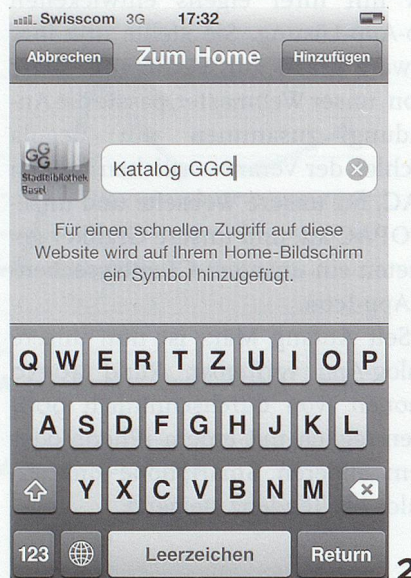 Swisscom 3G 17:32
Abbrechen Zum Home Hinzufügen
GGG
Stadtbibliothek
Basel
Katalog GGG
Für einen schnellen Zugriff auf diese
Website wird auf Ihrem Home-Bildschirm
ein Symbol hinzugefügt.
Q W E R T Z U I O P
A S D F G H J K L
Y X C V B N M
123 Leerzeichen Return
2